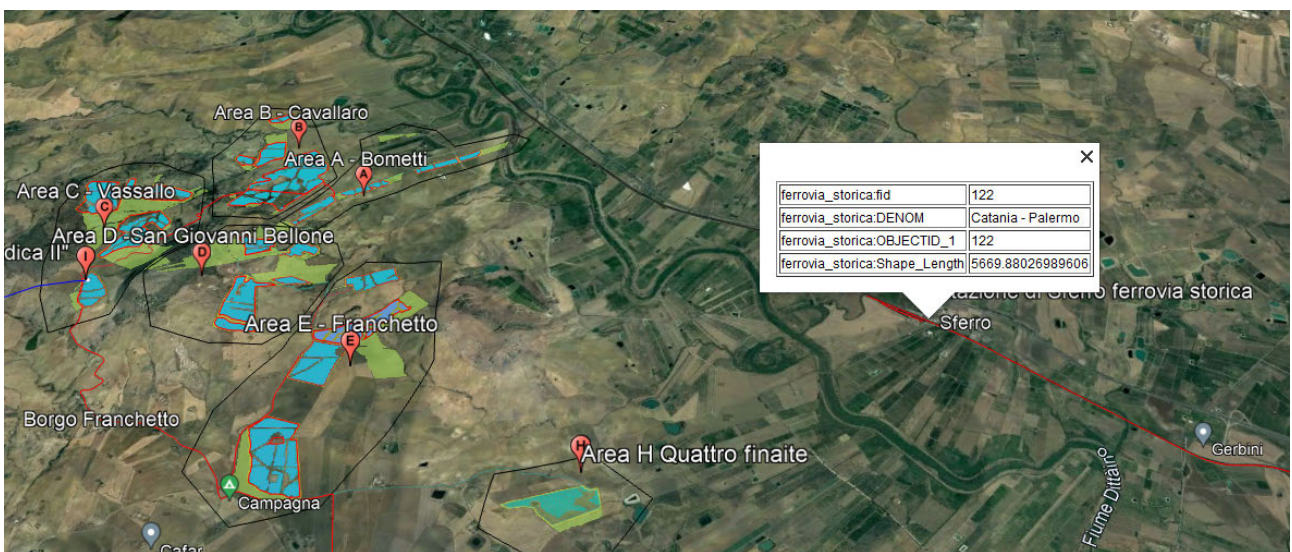 Area B - Cavallaro
B
Area A - Bometti
A
Area C - Vassallo
C
Area D -San Giovanni Bellone
dica II"
I
D
Area E - Franchetto
E
Borgo Franchetto
Campagna
Cafar
H
Area H Quattro finaite
ferrovia_storica:fid 122
ferrovia_storica:DENOM Catania - Palermo
ferrovia_storica:OBJECTID_1 122
ferrovia_storica:Shape_Length 5669.88026989606
tazione di Sferro ferrovia storica
Sferro
Gerbini
Fiume Dittàino